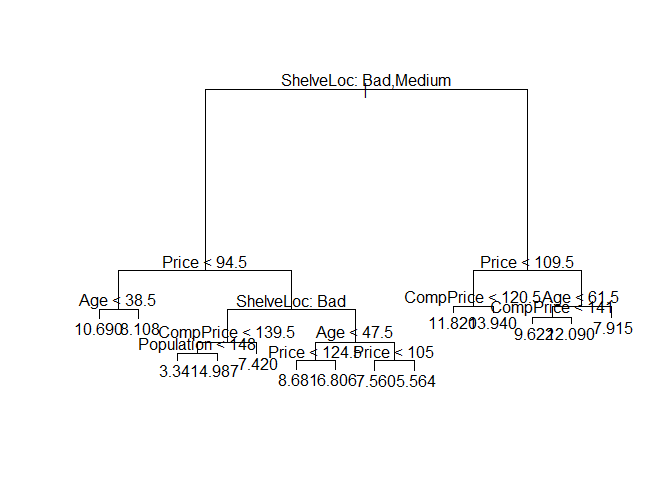 ShelveLoc: Bad,Medium
Price < 94.5
Price < 109.5
Age < 38.5
ShelveLoc: Bad
CompPrice < 120.5
Age < 61.5
CompPrice < 141
10.690
8.108
11.820
13.940
CompPrice < 139.5
Age < 47.5
9.622
12.090
7.915
Population < 148
Price < 124.5
Price < 105
3.341
4.987
7.420
8.681
6.806
7.560
5.564